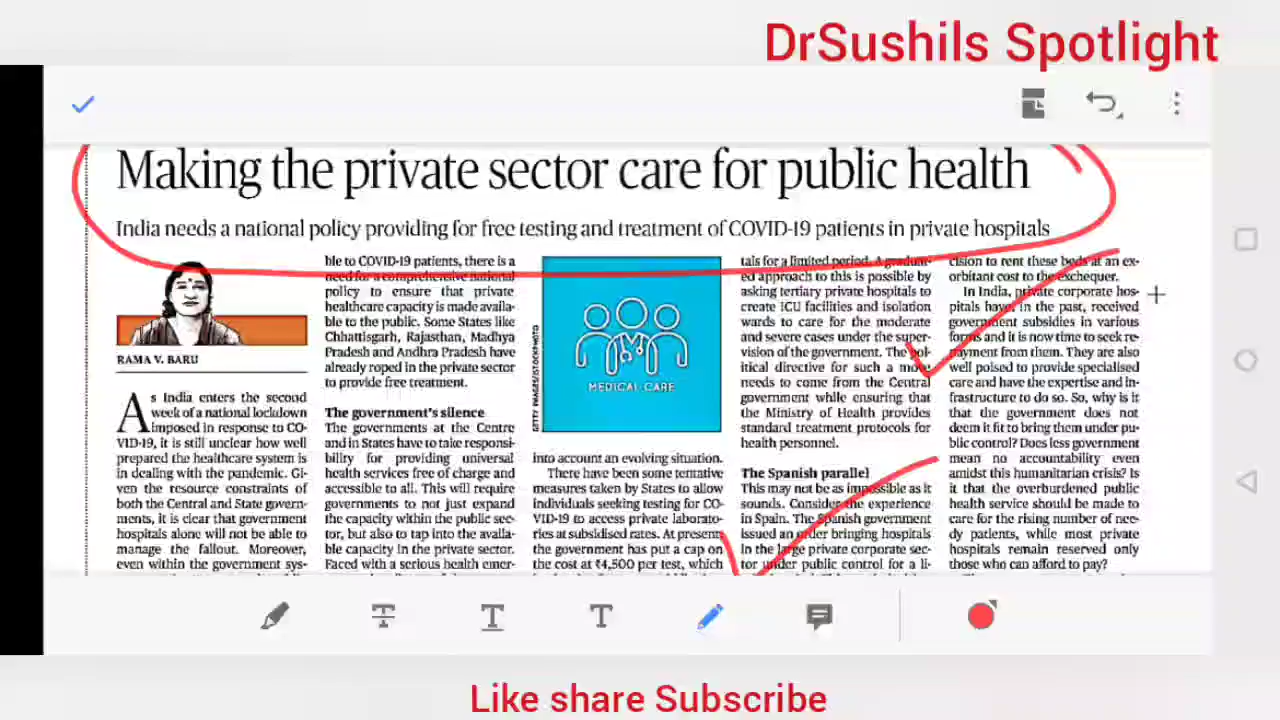 DrSushils Spotlight
Making the private sector care for public health
India needs a national policy providing for free testing and treatment of COVID-19 patients in private hospitals
RAMA V. BARU
As India enters the second
week of a national lockdown
imposed in response to CO-
VID-19, it is still unclear how well
prepared the healthcare system is
in dealing with the pandemic. Gi-
ven the resource constraints of
both the Central and State govern-
ments, it is clear that government
hospitals alone will not be able to
manage the fallout. Moreover,
even within the government sys-
ble to COVID-19 patients, there is a
need for a comprehensive national
policy to ensure that private
healthcare capacity is made availa-
ble to the public. Some States like
Chhattisgarh, Rajasthan, Madhya
Pradesh and Andhra Pradesh have
already roped in the private sector
to provide free treatment.
The government's silence
The governments at the Centre
and in States have to take responsi-
bility for providing universal
health services free of charge and
accessible to all. This will require
governments to not just expand
the capacity within the public sec-
tor, but also to tap into the availa-
ble capacity in the private sector.
Faced with a serious health emer-
GETTY IMAGES/ISTOCKPHOTO
MEDICAL CARE
into account an evolving situation.
There have been some tentative
measures taken by States to allow
individuals seeking testing for CO-
VID-19 to access private laborato-
ries at subsidised rates. At present
the government has put a cap on
the cost at ₹4,500 per test, which
tals for a limited period. A graduat-
ed approach to this is possible by
asking tertiary private hospitals to
create ICU facilities and isolation
wards to care for the moderate
and severe cases under the super-
vision of the government. The pol-
itical directive for such a move
needs to come from the Central
government while ensuring that
the Ministry of Health provides
standard treatment protocols for
health personnel.
The Spanish parallel
This may not be as impossible as it
sounds. Consider the experience
in Spain. The Spanish government
issued an order bringing hospitals
in the large private corporate sec-
tor under public control for a li-
cision to rent these beds at an ex-
orbitant cost to the exchequer.
In India, private corporate hos-
pitals have, in the past, received
government subsidies in various
forms and it is now time to seek re-
payment from them. They are also
well poised to provide specialised
care and have the expertise and in-
frastructure to do so. So, why is it
that the government does not
deem it fit to bring them under pu-
blic control? Does less government
mean no accountability even
amidst this humanitarian crisis? Is
it that the overburdened public
health service should be made to
care for the rising number of nee-
dy patients, while most private
hospitals remain reserved only
those who can afford to pay?
T
T
T
Like share Subscribe